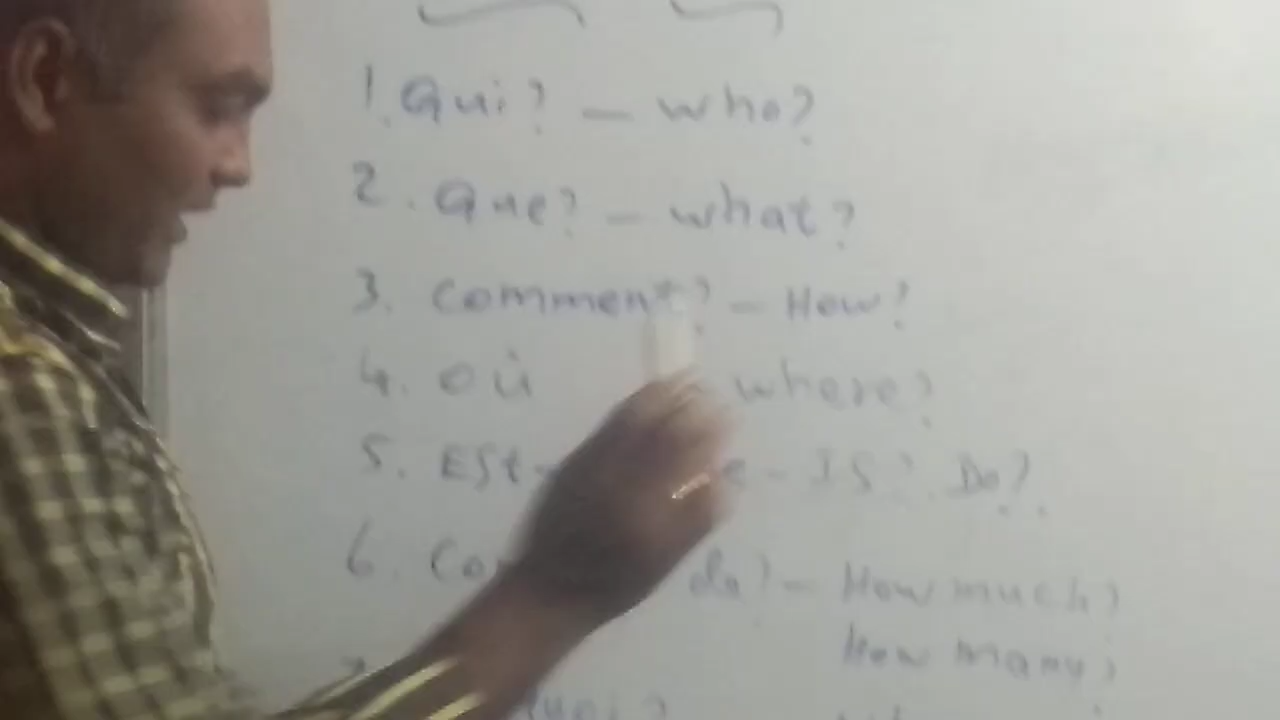 1. Qui? - who?
2. Que? - what?
3. comment? - How?
4. où where?
5. Est- - IS? Do?
6. de? - How much?
How many?